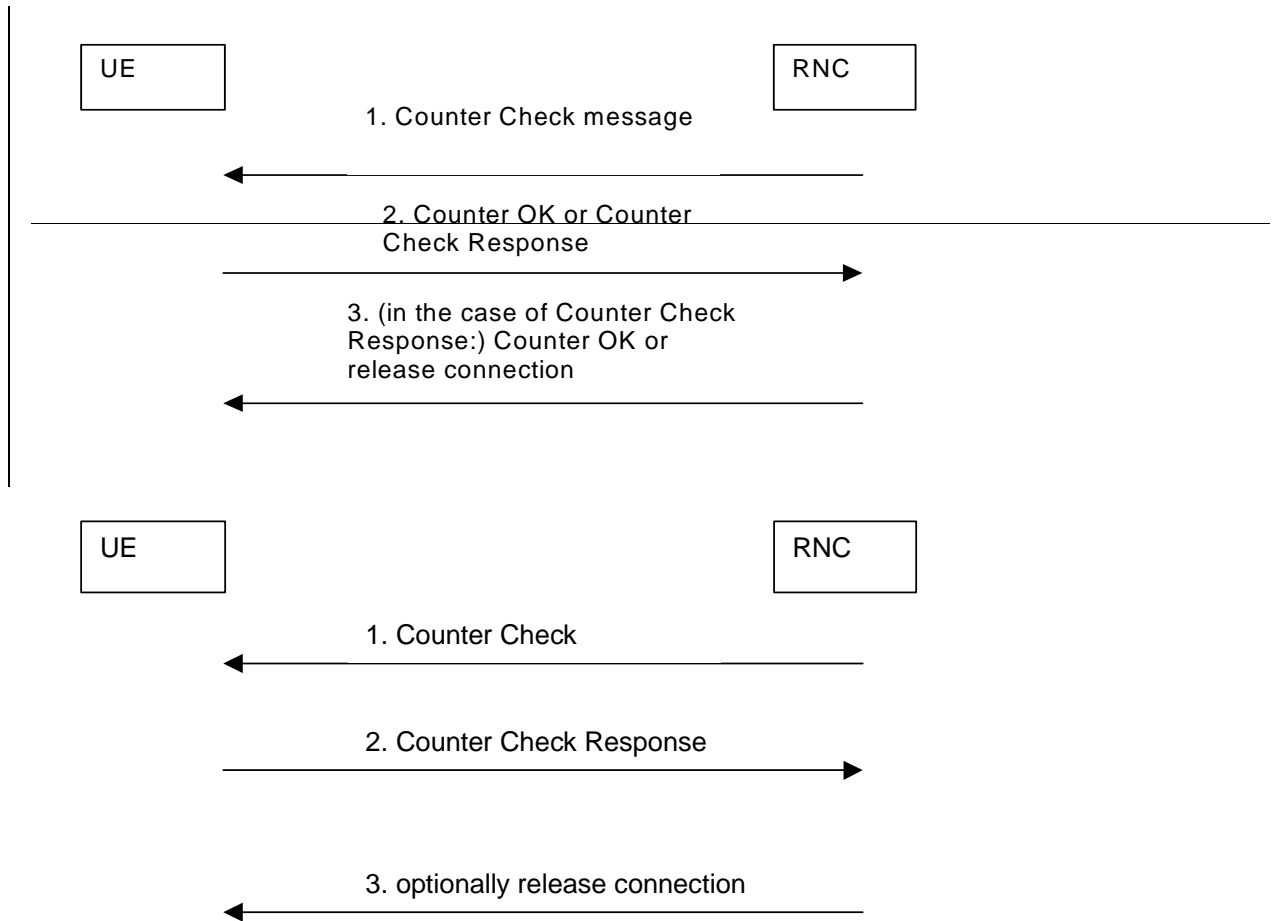 UE
RNC
1. Counter Check message
2. Counter OK or Counter
Check Response
3. (in the case of Counter Check
Response:) Counter OK or
release connection
UE
RNC
1. Counter Check
2. Counter Check Response
3. optionally release connection